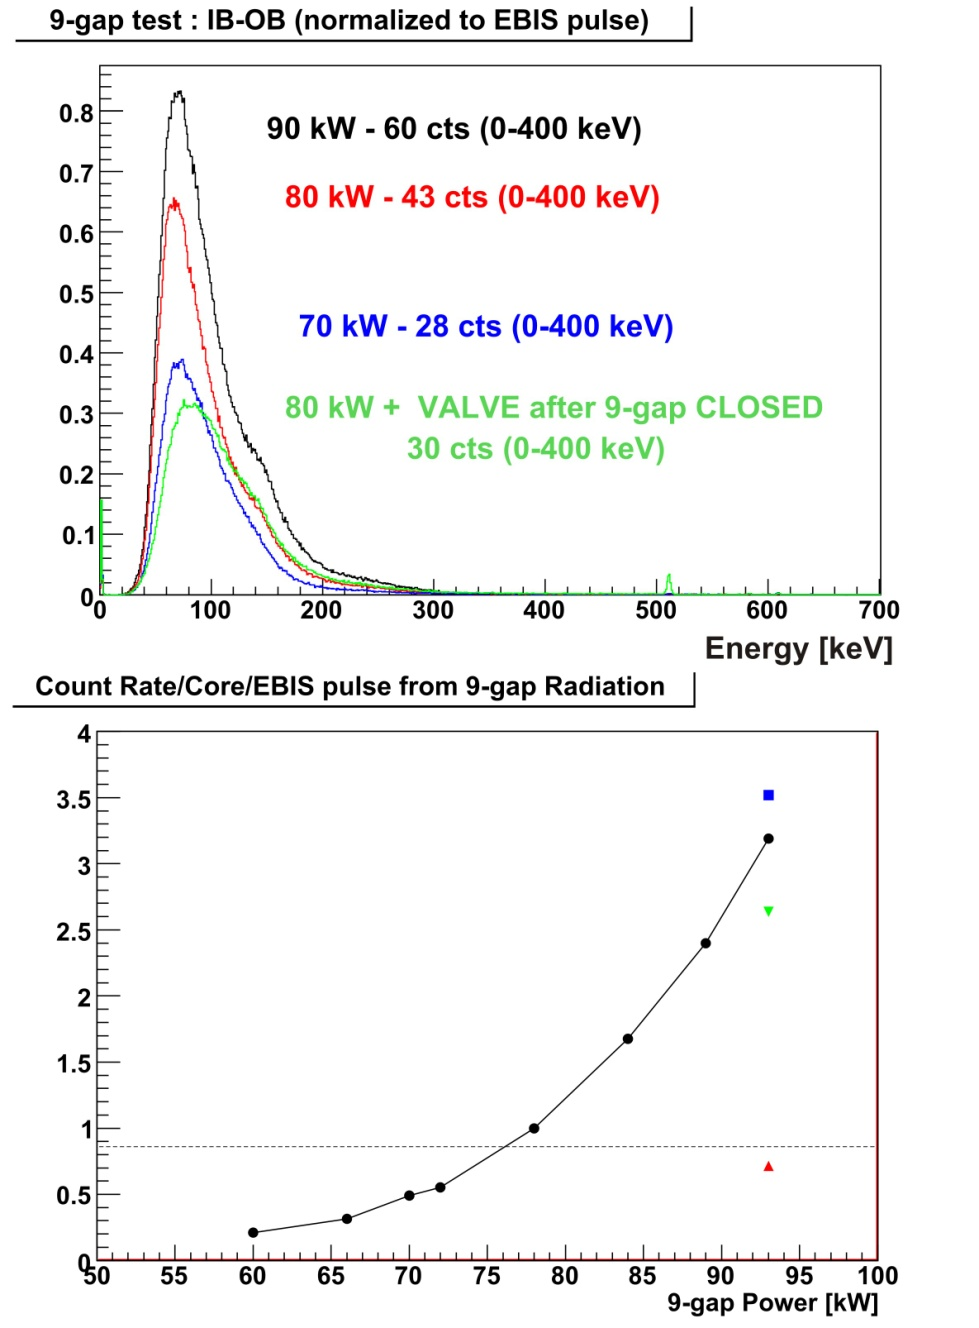 9-gap test : IB-OB (normalized to EBIS pulse)
0.8
0.7
0.6
0.5
0.4
0.3
0.2
0.1
0
90 kW - 60 cts (0-400 keV)
80 kW - 43 cts (0-400 keV)
70 kW - 28 cts (0-400 keV)
80 kW + VALVE after 9-gap CLOSED
30 cts (0-400 keV)
0 100 200 300 400 500 600 700
Energy [keV]
Count Rate/Core/EBIS pulse from 9-gap Radiation
4
3.5
3
2.5
2
1.5
1
0.5
0
50 55 60 65 70 75 80 85 90 95 100
9-gap Power [kW]